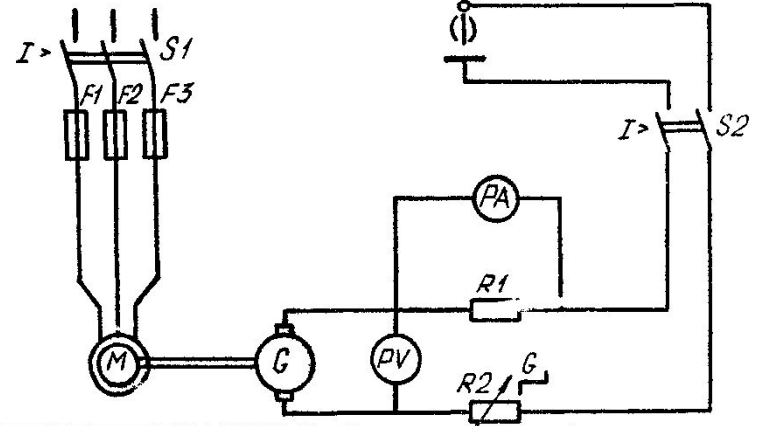 I> S1
F1 F2 F3
I> S2
PA
R1
M
G
PV
R2
G